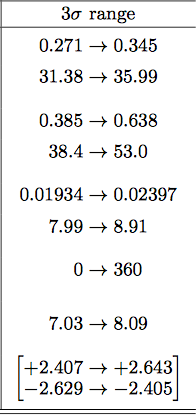 3σ range
0.271 → 0.345
31.38 → 35.99
0.385 → 0.638
38.4 → 53.0
0.01934 → 0.02397
7.99 → 8.91
0 → 360
7.03 → 8.09
[+2.407 → +2.643]
[−2.629 → −2.405]